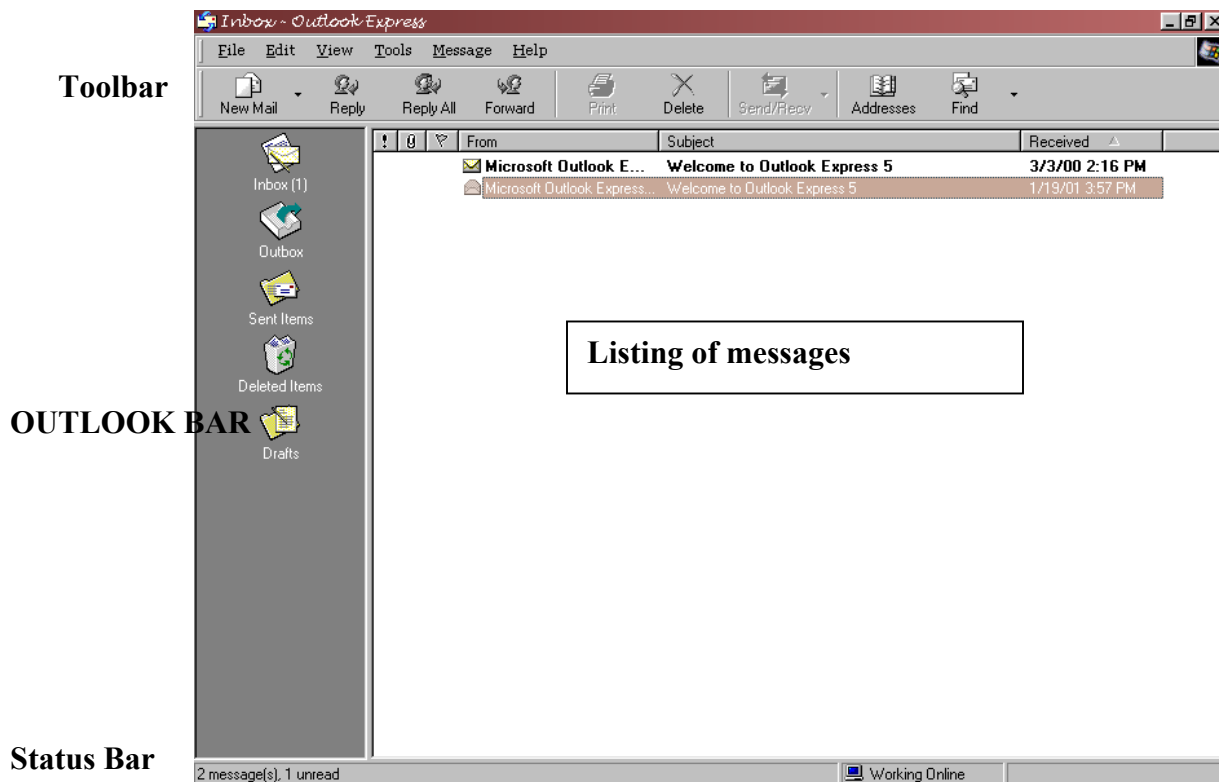 Inbox - Outlook Express
File Edit View Tools Message Help
Toolbar
New Mail Reply Reply All Forward Print Delete Send/Recv Addresses Find
! From Subject Received
Microsoft Outlook E... Welcome to Outlook Express 5 3/3/00 2:16 PM
Microsoft Outlook Express... Welcome to Outlook Express 5 1/19/01 3:57 PM
Inbox (1)
Outbox
Sent Items
Listing of messages
Deleted Items
OUTLOOK BAR
Drafts
Status Bar
2 message(s), 1 unread Working Online